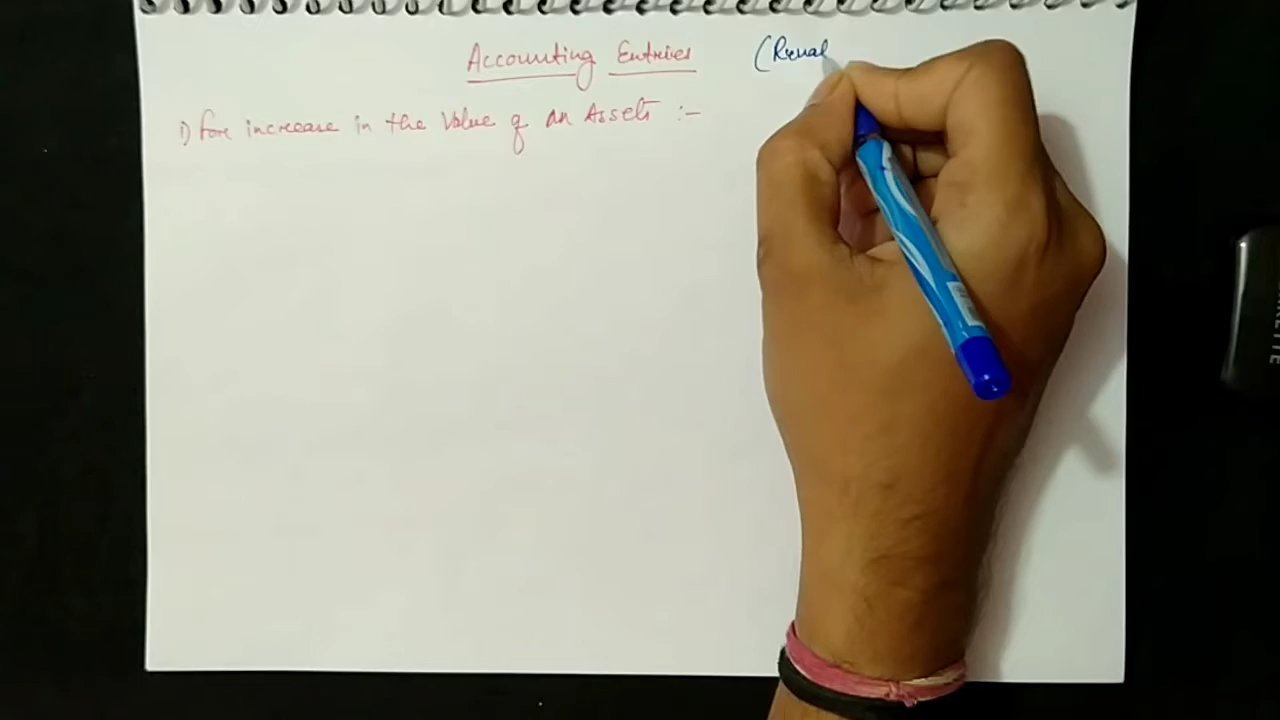 Accounting Entries (Reval
1) For increase in the Value of an Assets :-